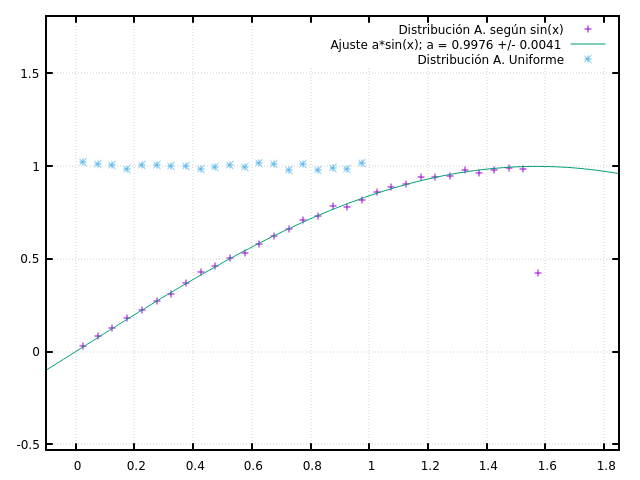 Distribución A. según sin(x)
Ajuste a*sin(x); a = 0.9976 +/- 0.0041
Distribución A. Uniforme
1.5
1
0.5
0
-0.5
0 0.2 0.4 0.6 0.8 1 1.2 1.4 1.6 1.8